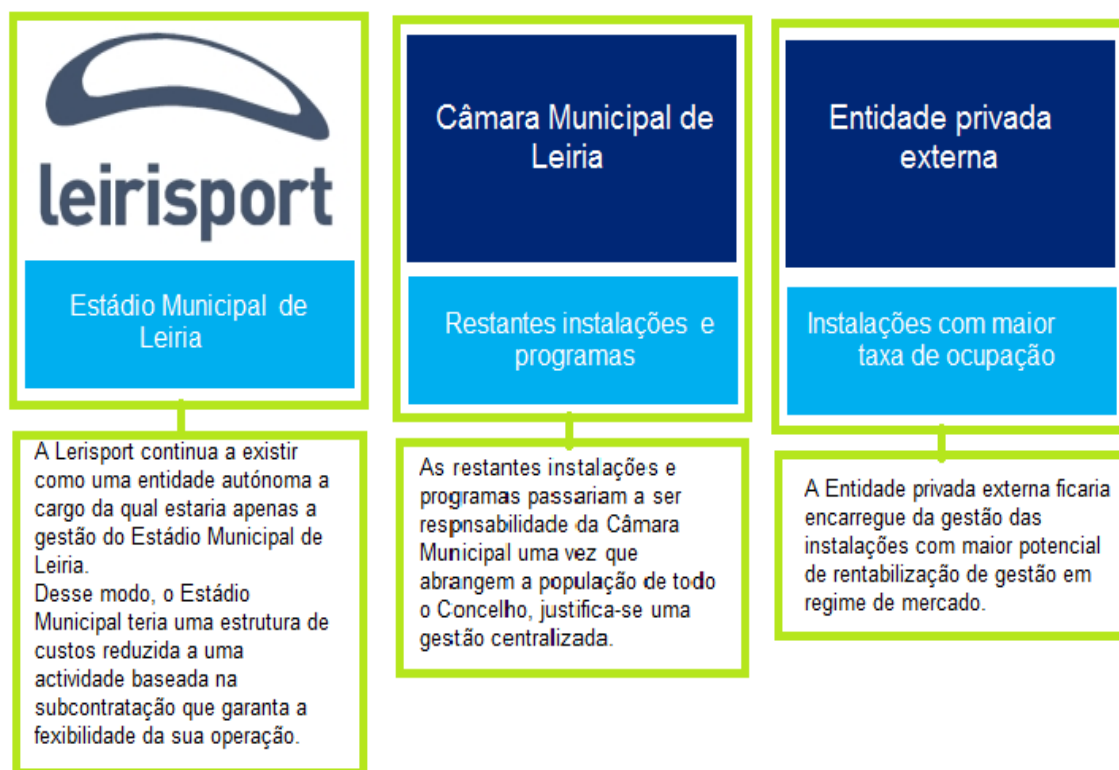 leirisport
Estádio Municipal de
Leiria
A Lerisport continua a existir
como uma entidade autónoma a
cargo da qual estaria apenas a
gestão do Estádio Municipal de
Leiria.
Desse modo, o Estádio
Municipal teria uma estrutura de
custos reduzida a uma
actividade baseada na
subcontratação que garanta a
fexibilidade da sua operação.
Câmara Municipal de
Leiria
Restantes instalações e
programas
As restantes instalações e
programas passariam a ser
respnsabilidade da Câmara
Municipal uma vez que
abrangem a população de todo
o Concelho, justifica-se uma
gestão centralizada.
Entidade privada
externa
Instalações com maior
taxa de ocupação
A Entidade privada externa ficaria
encarregue da gestão das
instalações com maior potencial
de rentabilização de gestão em
regime de mercado.